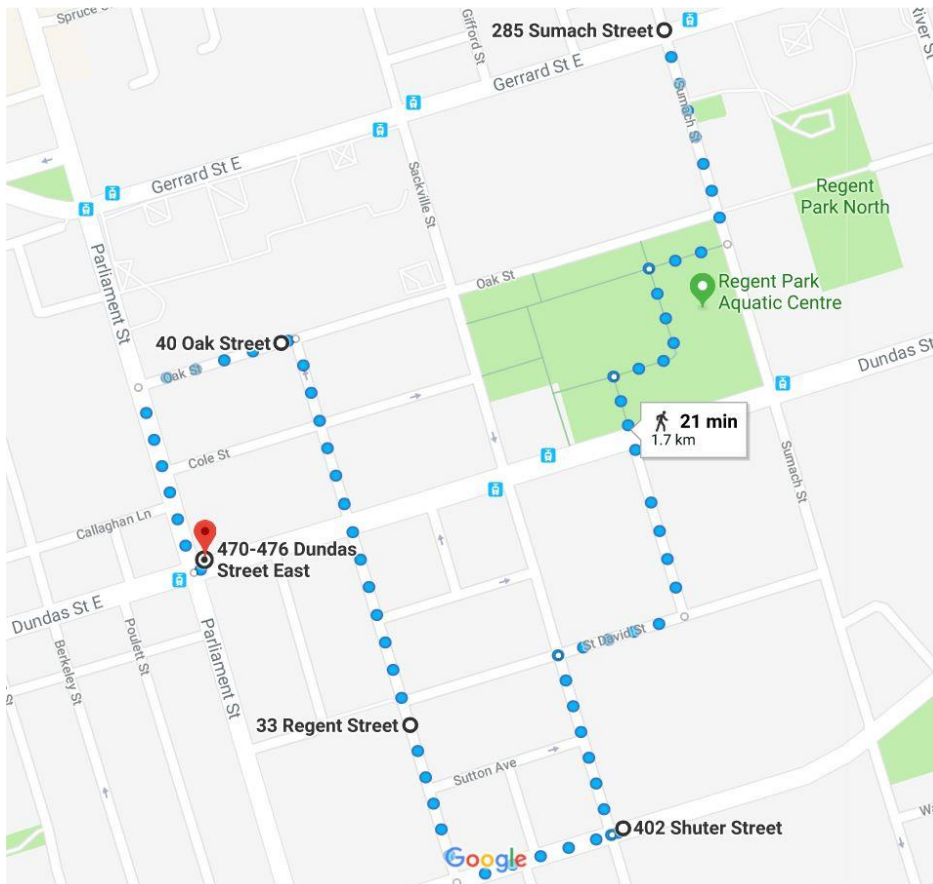 Spruce
285 Sumach Street
Gifford St
River St
Gerrard St E
Sumach St
Gerrard St E
Sackville St
Regent
Park North
Parliament St
Oak St
Regent Park
Aquatic Centre
40 Oak Street
Oak St
Dundas St
21 min
1.7 km
Cole St
Sumach St
Callaghan Ln
470-476 Dundas
Street East
Dundas St E
Poulett St
Berkeley St
Parliament St
St David St
33 Regent Street
Sutton Ave
402 Shuter Street
Google